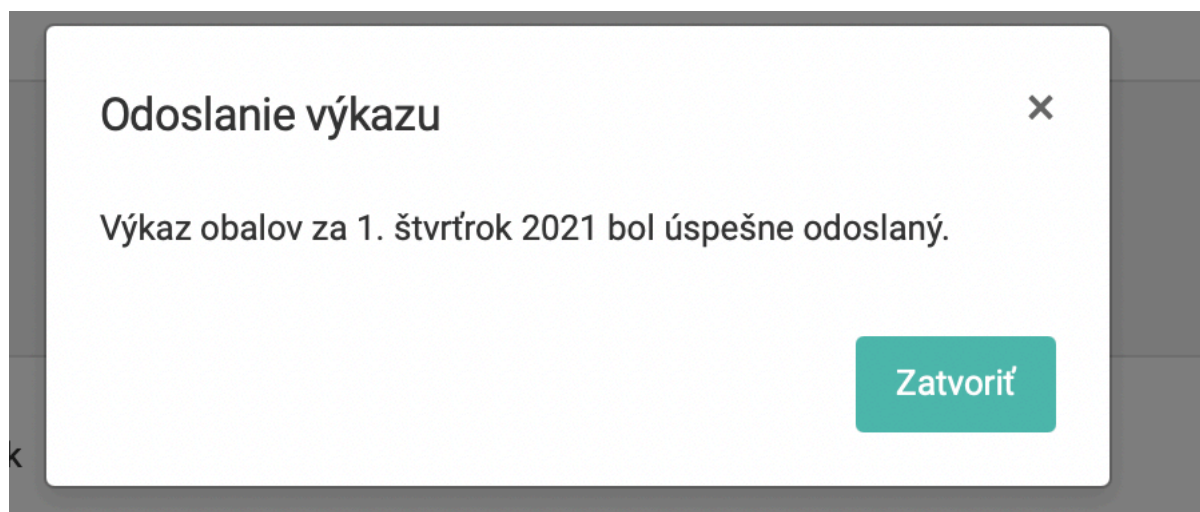 Odoslanie výkazu
Výkaz obalov za 1. štvrťrok 2021 bol úspešne odoslaný.
Zatvoriť
k